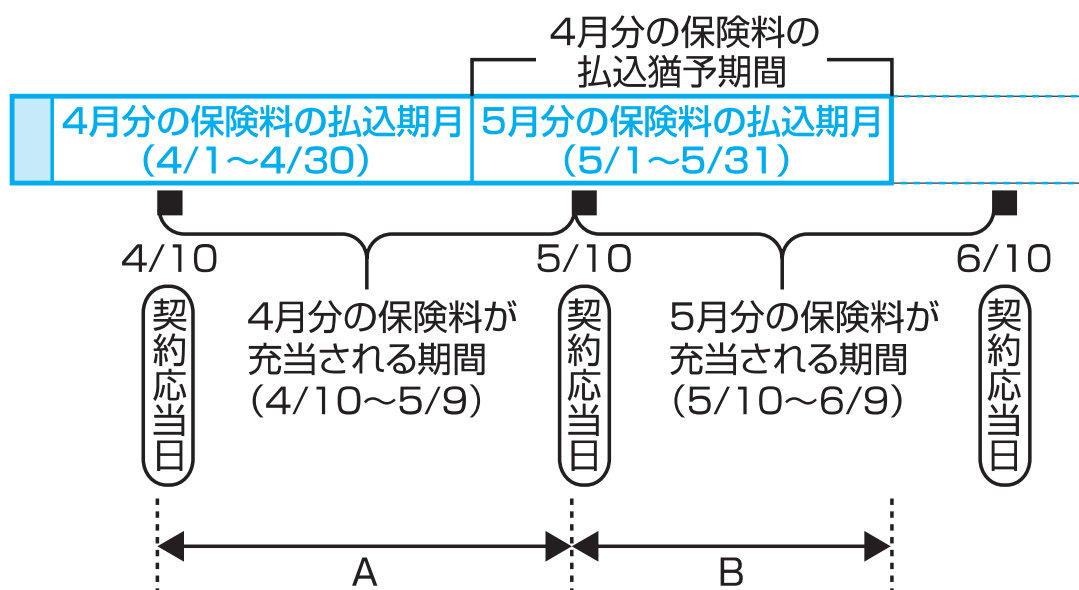 4月分の保険料の
払込猶予期間
4月分の保険料の払込期月
（4/1～4/30）
5月分の保険料の払込期月
（5/1～5/31）
4/10
5/10
6/10
契約応当日
4月分の保険料が
充当される期間
（4/10～5/9）
契約応当日
5月分の保険料が
充当される期間
（5/10～6/9）
契約応当日
A
B